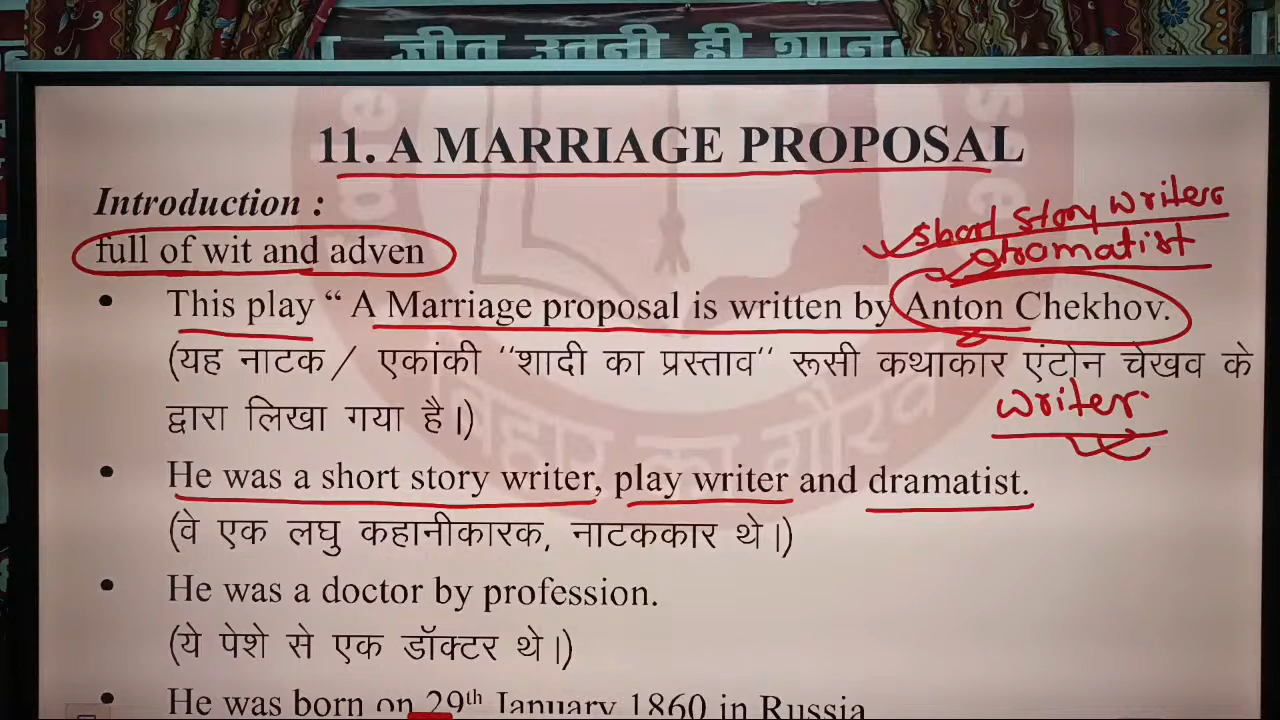 जीत उतनी ही शान
11. A MARRIAGE PROPOSAL
Introduction :
full of wit and adven
short story writer
dramatist
• This play “ A Marriage proposal is written by Anton Chekhov.
(यह नाटक / एकांकी "शादी का प्रस्ताव" रूसी कथाकार एंटोन चेखव के
writer
द्वारा लिखा गया है।)
बिहार का गौरव
• He was a short story writer, play writer and dramatist.
(वे एक लघु कहानीकारक, नाटककार थे।)
• He was a doctor by profession.
(ये पेशे से एक डॉक्टर थे।)
• He was born on 29th January 1860 in Russia